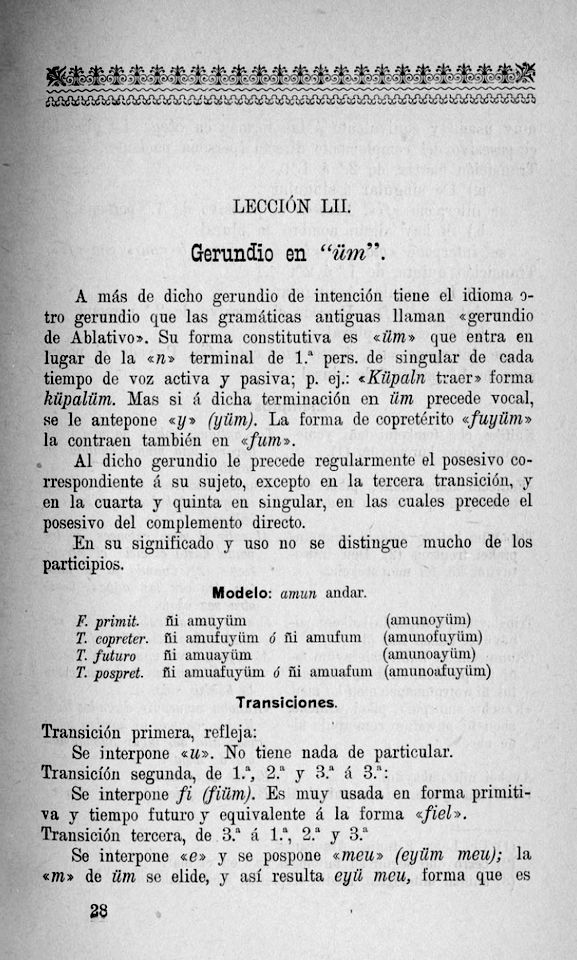 LECCIÓN LII.
Gerundio en “üm”.
A más de dicho gerundio de intención tiene el idioma o-
tro gerundio que las gramáticas antiguas llaman «gerundio
de Ablativo». Su forma constitutiva es «üm» que entra en
lugar de la «n» terminal de 1.ª pers. de singular de cada
tiempo de voz activa y pasiva; p. ej.: «Küpaln traer» forma
küpalüm. Mas si á dicha terminación en üm precede vocal,
se le antepone «y» (yüm). La forma de copretérito «fuyüm»
la contraen también en «fum».
Al dicho gerundio le precede regularmente el posesivo co-
rrespondiente á su sujeto, excepto en la tercera transición, y
en la cuarta y quinta en singular, en las cuales precede el
posesivo del complemento directo.
En su significado y uso no se distingue mucho de los
participios.
Modelo: amun andar.
F. primit. ñi amuyüm (amunoyüm)
T. copreter. ñi amufuyüm ó ñi amufum (amunofuyüm)
T. futuro ñi amuayüm (amunoayüm)
T. pospret. ñi amuafuyüm ó ñi amuafum (amunoafuyüm)
Transiciones.
Transición primera, refleja:
Se interpone «u». No tiene nada de particular.
Transición segunda, de 1.ª, 2.ª y 3.ª á 3.ª:
Se interpone fi (fiüm). Es muy usada en forma primiti-
va y tiempo futuro y equivalente á la forma «fiel».
Transición tercera, de 3.ª á 1.ª, 2.ª y 3.ª
Se interpone «e» y se pospone «meu» (eyüm meu); la
«m» de üm se elide, y así resulta eyü meu, forma que es
28